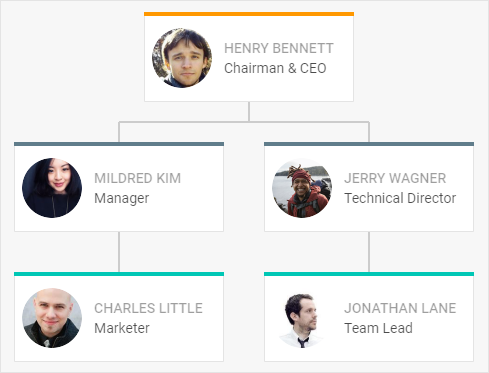 HENRY BENNETT
Chairman & CEO
MILDRED KIM
Manager
JERRY WAGNER
Technical Director
CHARLES LITTLE
Marketer
JONATHAN LANE
Team Lead